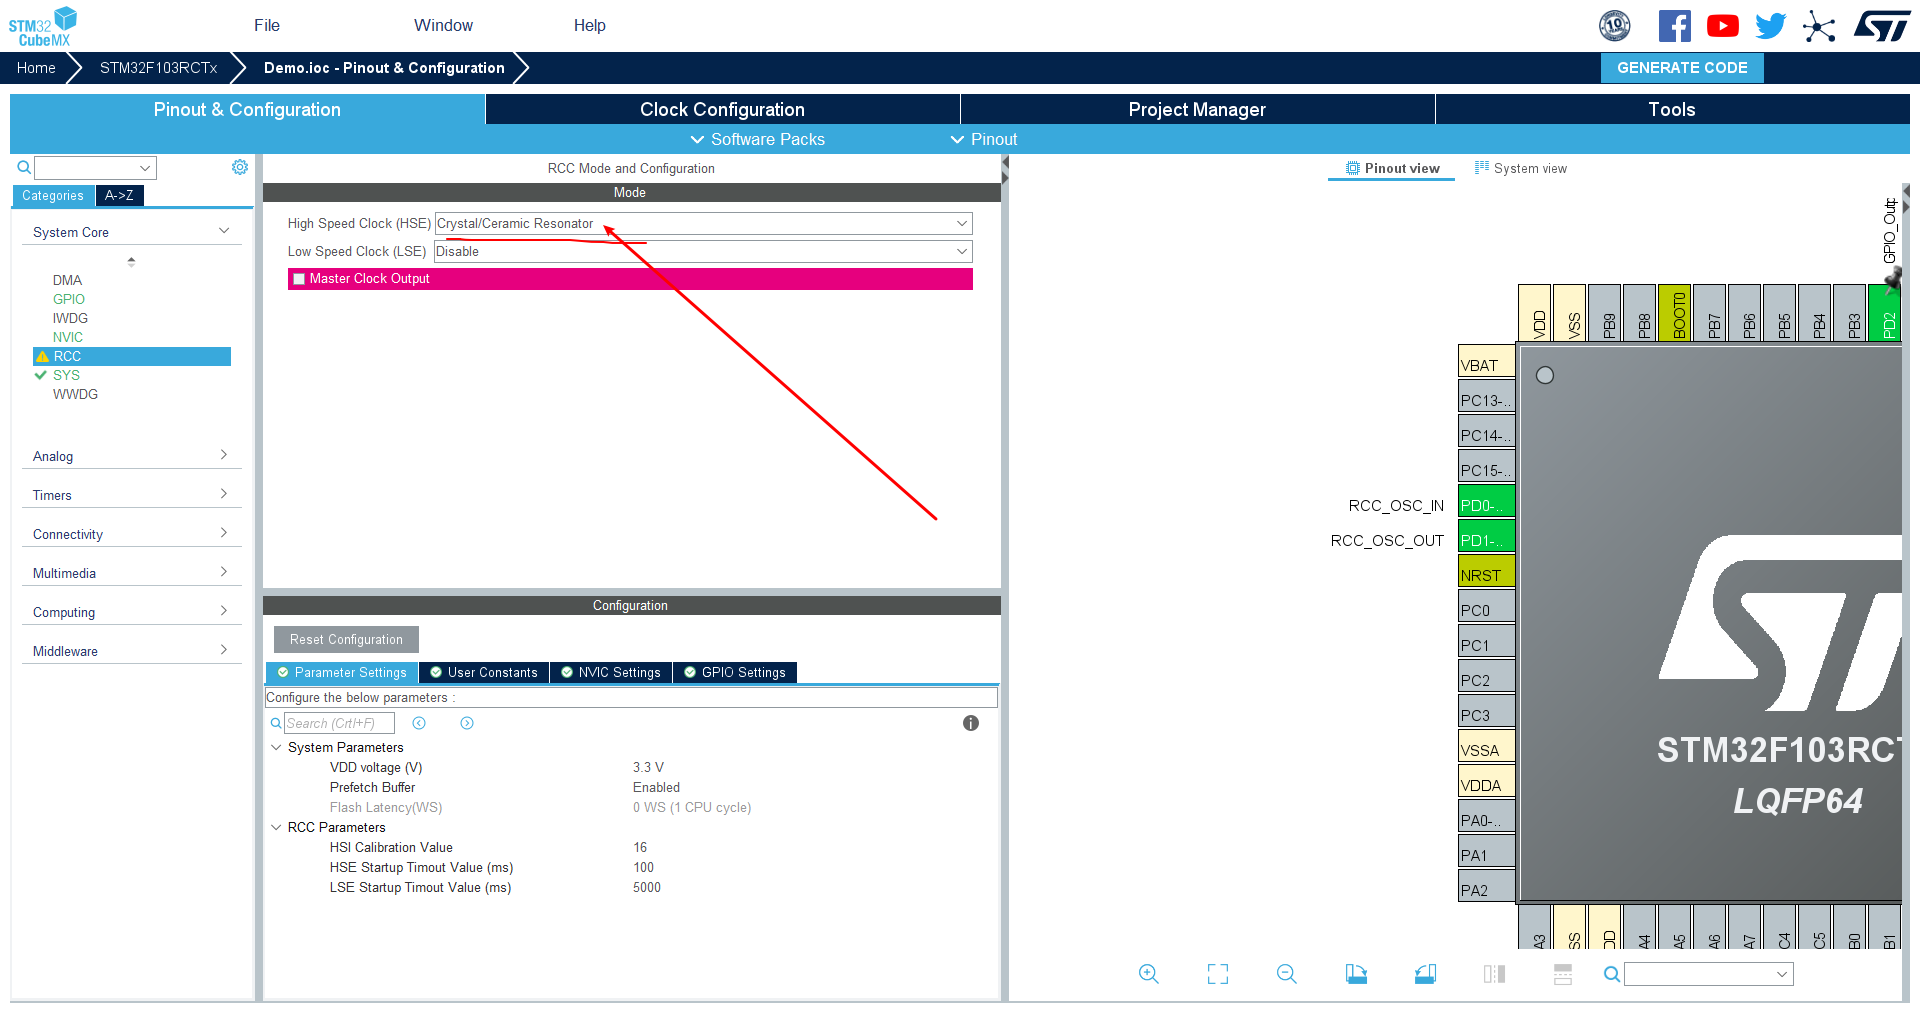 STM32
CubeMX
File
Window
Help
10
Home
STM32F103RCTx
Demo.ioc - Pinout & Configuration
GENERATE CODE
Pinout & Configuration
Clock Configuration
Project Manager
Tools
Software Packs
Pinout
Categories
A->Z
System Core
DMA
GPIO
IWDG
NVIC
RCC
SYS
WWDG
Analog
Timers
Connectivity
Multimedia
Computing
Middleware
RCC Mode and Configuration
Mode
High Speed Clock (HSE)
Crystal/Ceramic Resonator
Low Speed Clock (LSE)
Disable
Master Clock Output
Configuration
Reset Configuration
Parameter Settings
User Constants
NVIC Settings
GPIO Settings
Configure the below parameters :
Search (Crtl+F)
System Parameters
VDD voltage (V)
3.3 V
Prefetch Buffer
Enabled
Flash Latency(WS)
0 WS (1 CPU cycle)
RCC Parameters
HSI Calibration Value
16
HSE Startup Timout Value (ms)
100
LSE Startup Timout Value (ms)
5000
Pinout view
System view
GPIO_Outp
VDD
VSS
PB9
PB8
BOOT0
PB7
PB6
PB5
PB4
PB3
PD2
VBAT
PC13-..
PC14-..
PC15-..
RCC_OSC_IN
PD0-..
RCC_OSC_OUT
PD1-..
NRST
PC0
PC1
PC2
PC3
VSSA
VDDA
PA0-..
PA1
PA2
ST
STM32F103RCT
LQFP64
A3
SS
DD
A4
A5
A6
A7
C4
C5
B0
B1